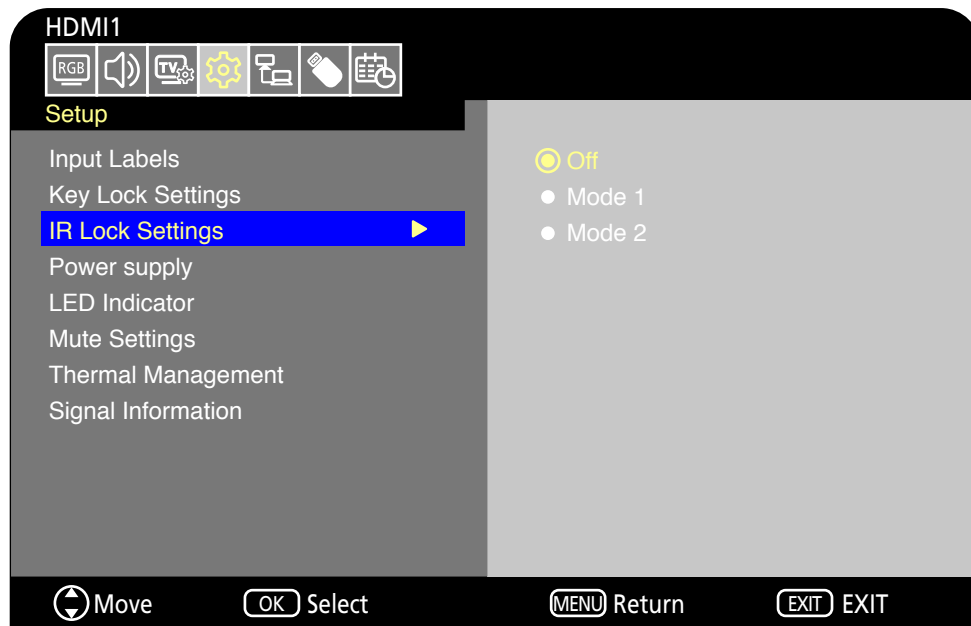 HDMI1
RGB TV
Setup
Input Labels
Key Lock Settings
IR Lock Settings
Power supply
LED Indicator
Mute Settings
Thermal Management
Signal Information
Off
Mode 1
Mode 2
Move OK Select MENU Return EXIT EXIT